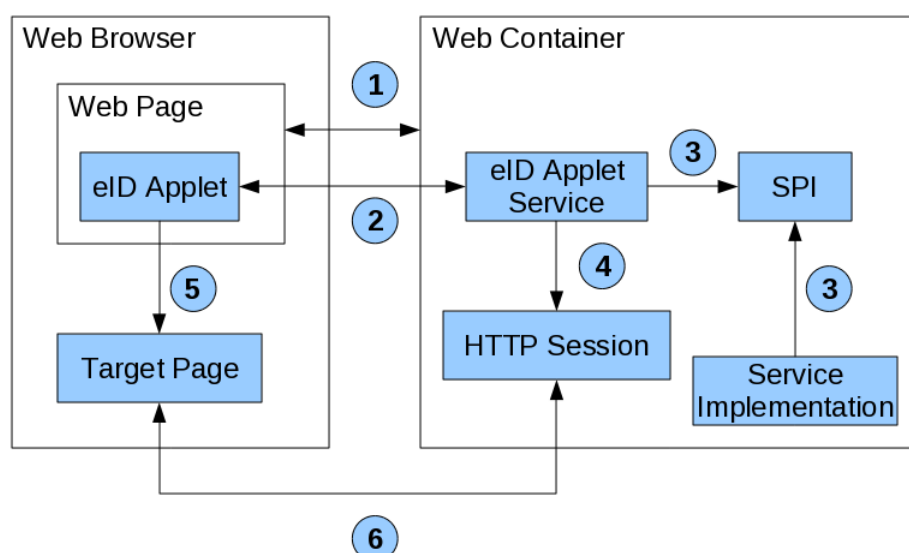 Web Browser
Web Container
Web Page
1
eID Applet
eID Applet
Service
3
SPI
2
5
4
3
Target Page
HTTP Session
Service
Implementation
6